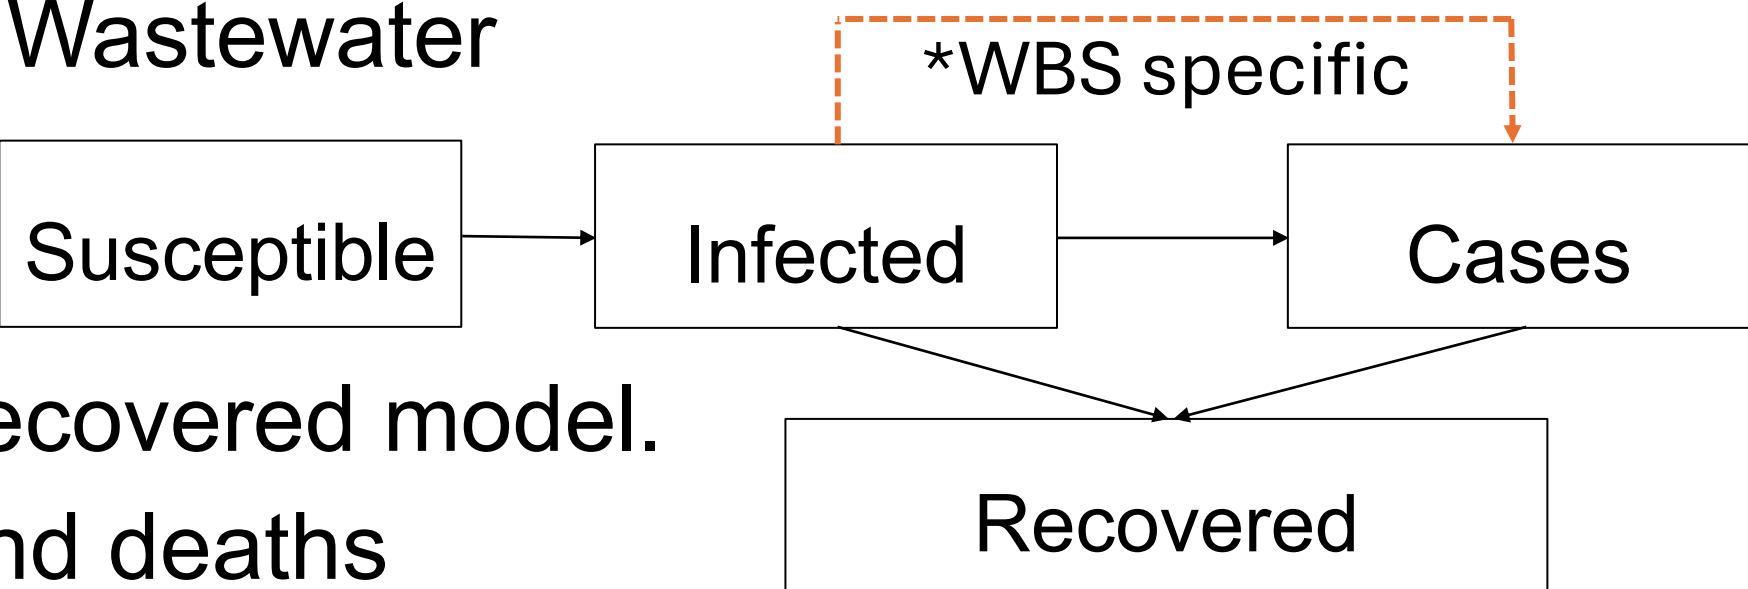 Wastewater
*WBS specific
Susceptible
Infected
Cases
ecovered model.
nd deaths
Recovered